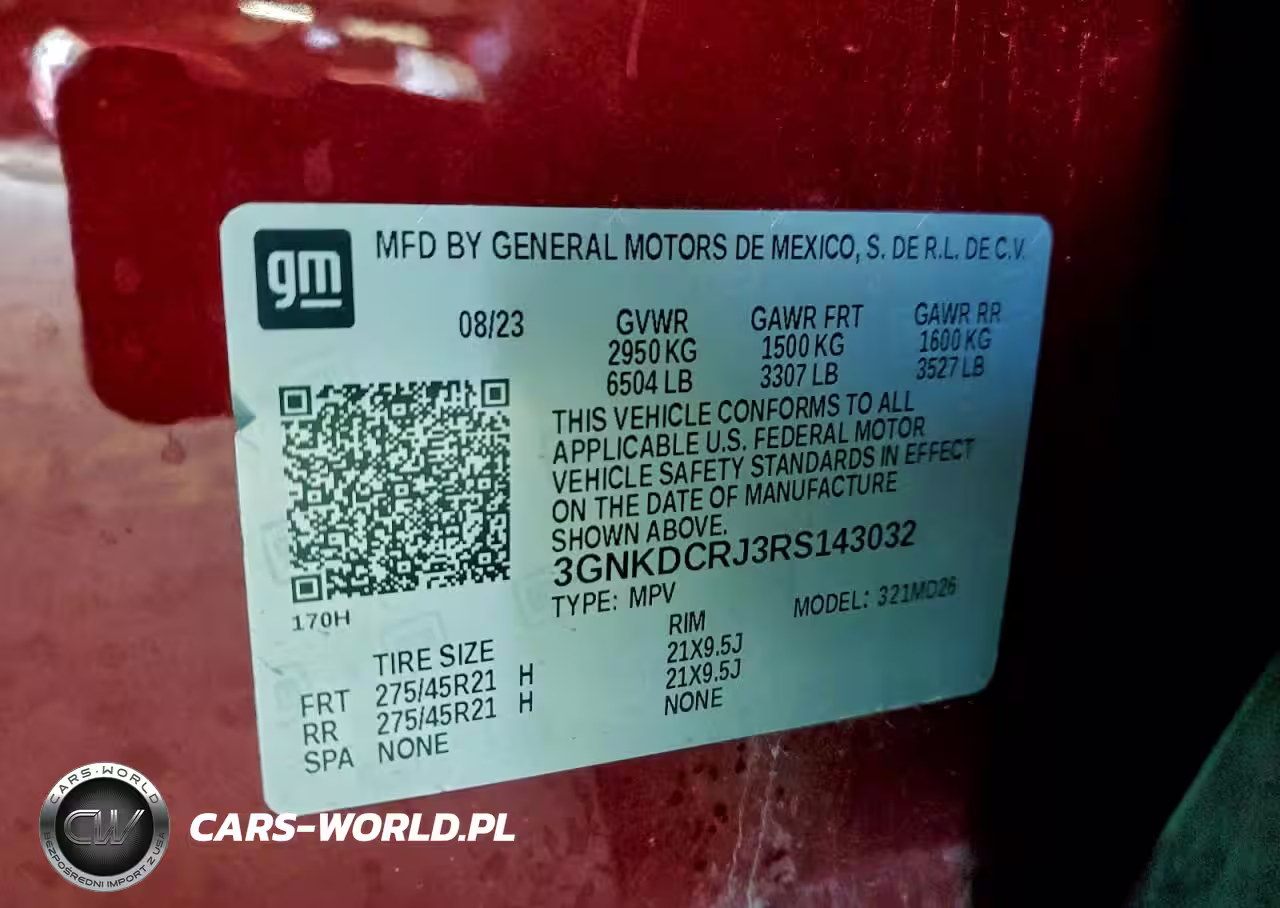 gm
MFD BY GENERAL MOTORS DE MEXICO, S. DE R.L. DE C.V.
08/23 GVWR GAWR FRT GAWR RR
2950 KG 1500 KG 1600 KG
6504 LB 3307 LB 3527 LB
THIS VEHICLE CONFORMS TO ALL
APPLICABLE U.S. FEDERAL MOTOR
VEHICLE SAFETY STANDARDS IN EFFECT
ON THE DATE OF MANUFACTURE
SHOWN ABOVE.
3GNKDCRJ3RS143032
TYPE: MPV MODEL: 321MD26
170H
TIRE SIZE RIM
FRT 275/45R21 H 21X9.5J
RR 275/45R21 H 21X9.5J
SPA NONE NONE
CARS-WORLD
CW
BEZPOŚREDNI IMPORT Z USA
CARS-WORLD.PL